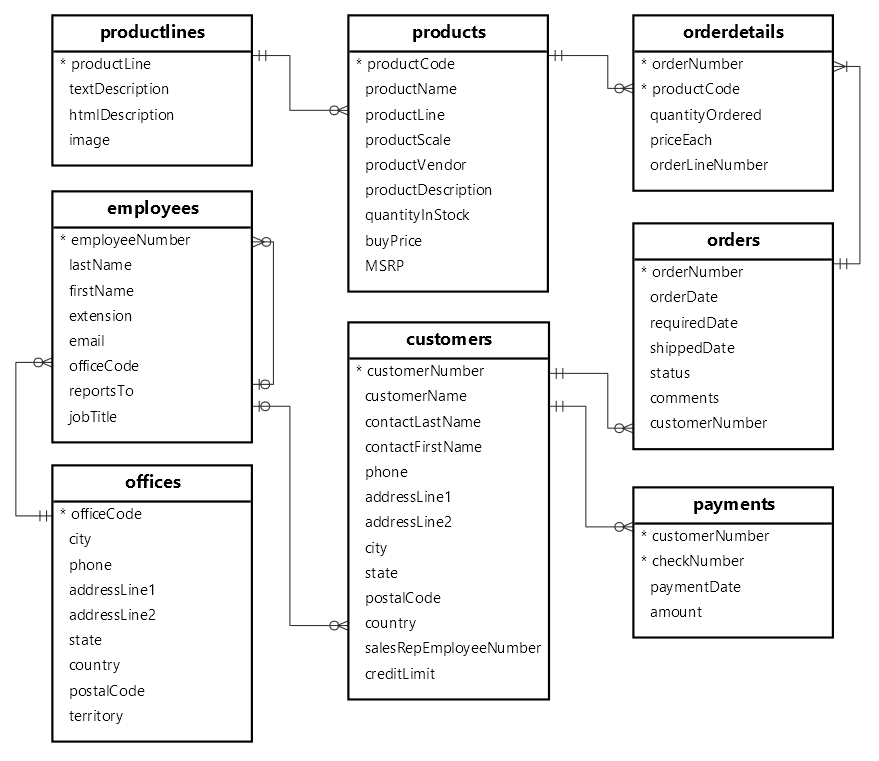 productlines
* productLine
textDescription
htmlDescription
image
products
* productCode
productName
productLine
productScale
productVendor
productDescription
quantityInStock
buyPrice
MSRP
orderdetails
* orderNumber
* productCode
quantityOrdered
priceEach
orderLineNumber
employees
* employeeNumber
lastName
firstName
extension
email
officeCode
reportsTo
jobTitle
customers
* customerNumber
customerName
contactLastName
contactFirstName
phone
addressLine1
addressLine2
city
state
postalCode
country
salesRepEmployeeNumber
creditLimit
orders
* orderNumber
orderDate
requiredDate
shippedDate
status
comments
customerNumber
offices
* officeCode
city
phone
addressLine1
addressLine2
state
country
postalCode
territory
payments
* customerNumber
* checkNumber
paymentDate
amount